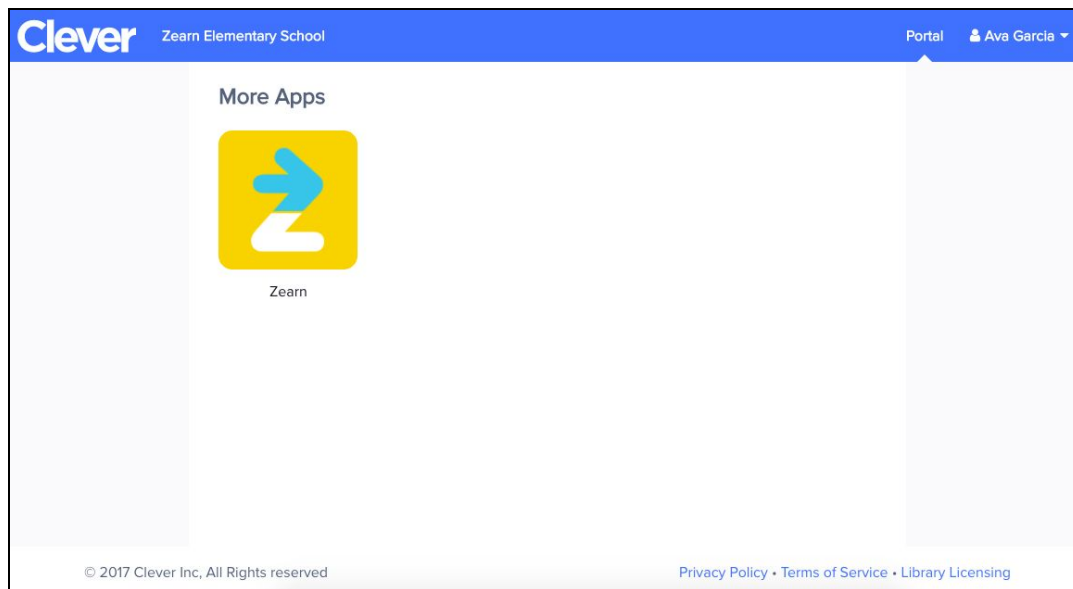 Clever Zearn Elementary School Portal Ava Garcia
More Apps
Zearn
© 2017 Clever Inc, All Rights reserved Privacy Policy • Terms of Service • Library Licensing